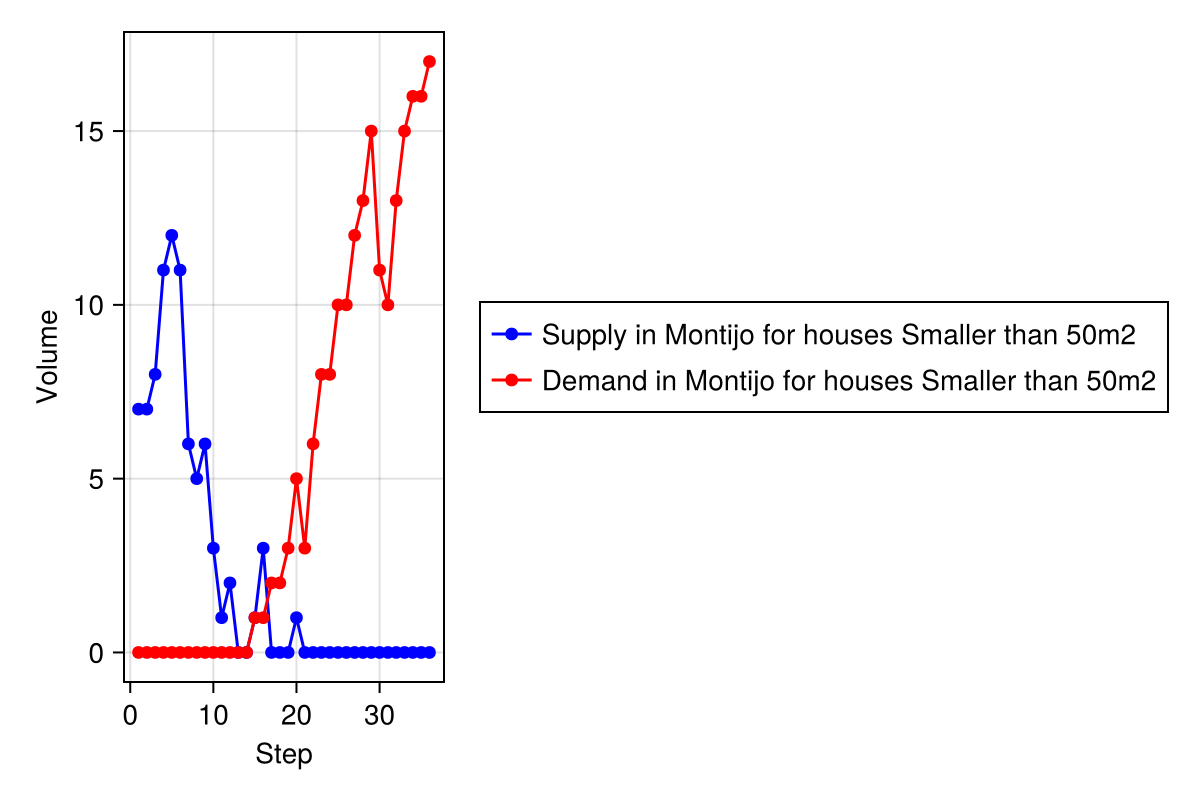 15
10
5
0
Volume
0 10 20 30
Step
Supply in Montijo for houses Smaller than 50m2
Demand in Montijo for houses Smaller than 50m2